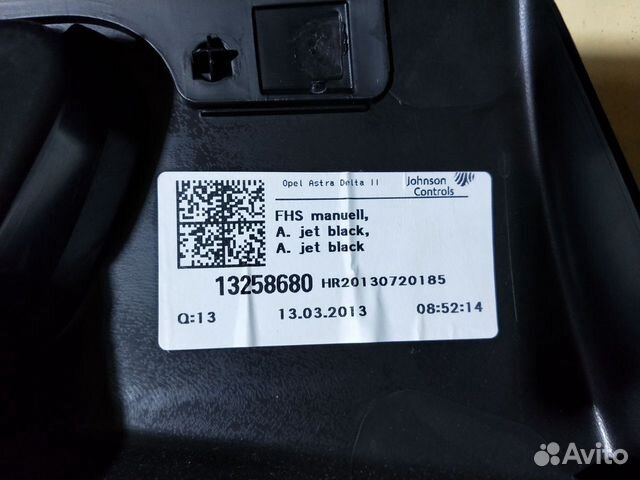 Opel Astra Delta II
Johnson Controls
FHS manuell,
A. jet black,
A. jet black
13258680 HR20130720185
Q:13 13.03.2013 08:52:14
Avito